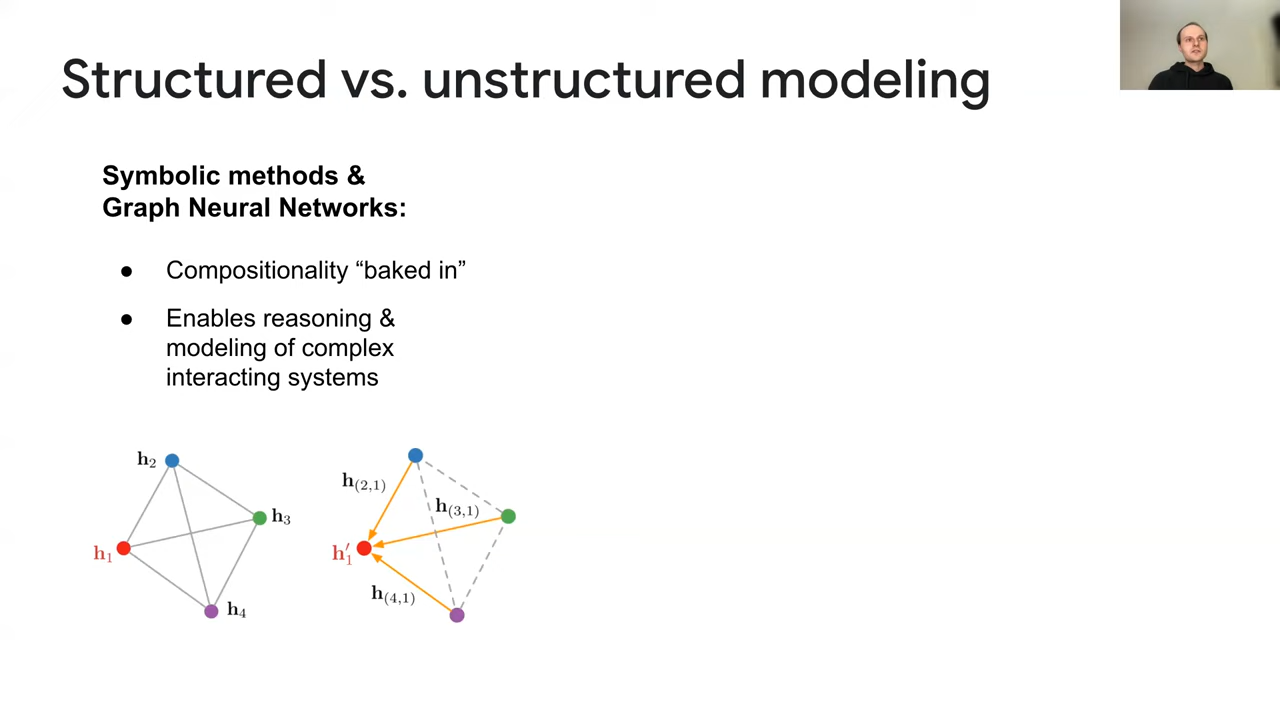 Structured vs. unstructured modeling
Symbolic methods &
Graph Neural Networks:
● Compositionality “baked in”
● Enables reasoning &
modeling of complex
interacting systems
h₂
h₃
h₁
h₄
h₍₂,₁₎
h₍₃,₁₎
h′₁
h₍₄,₁₎